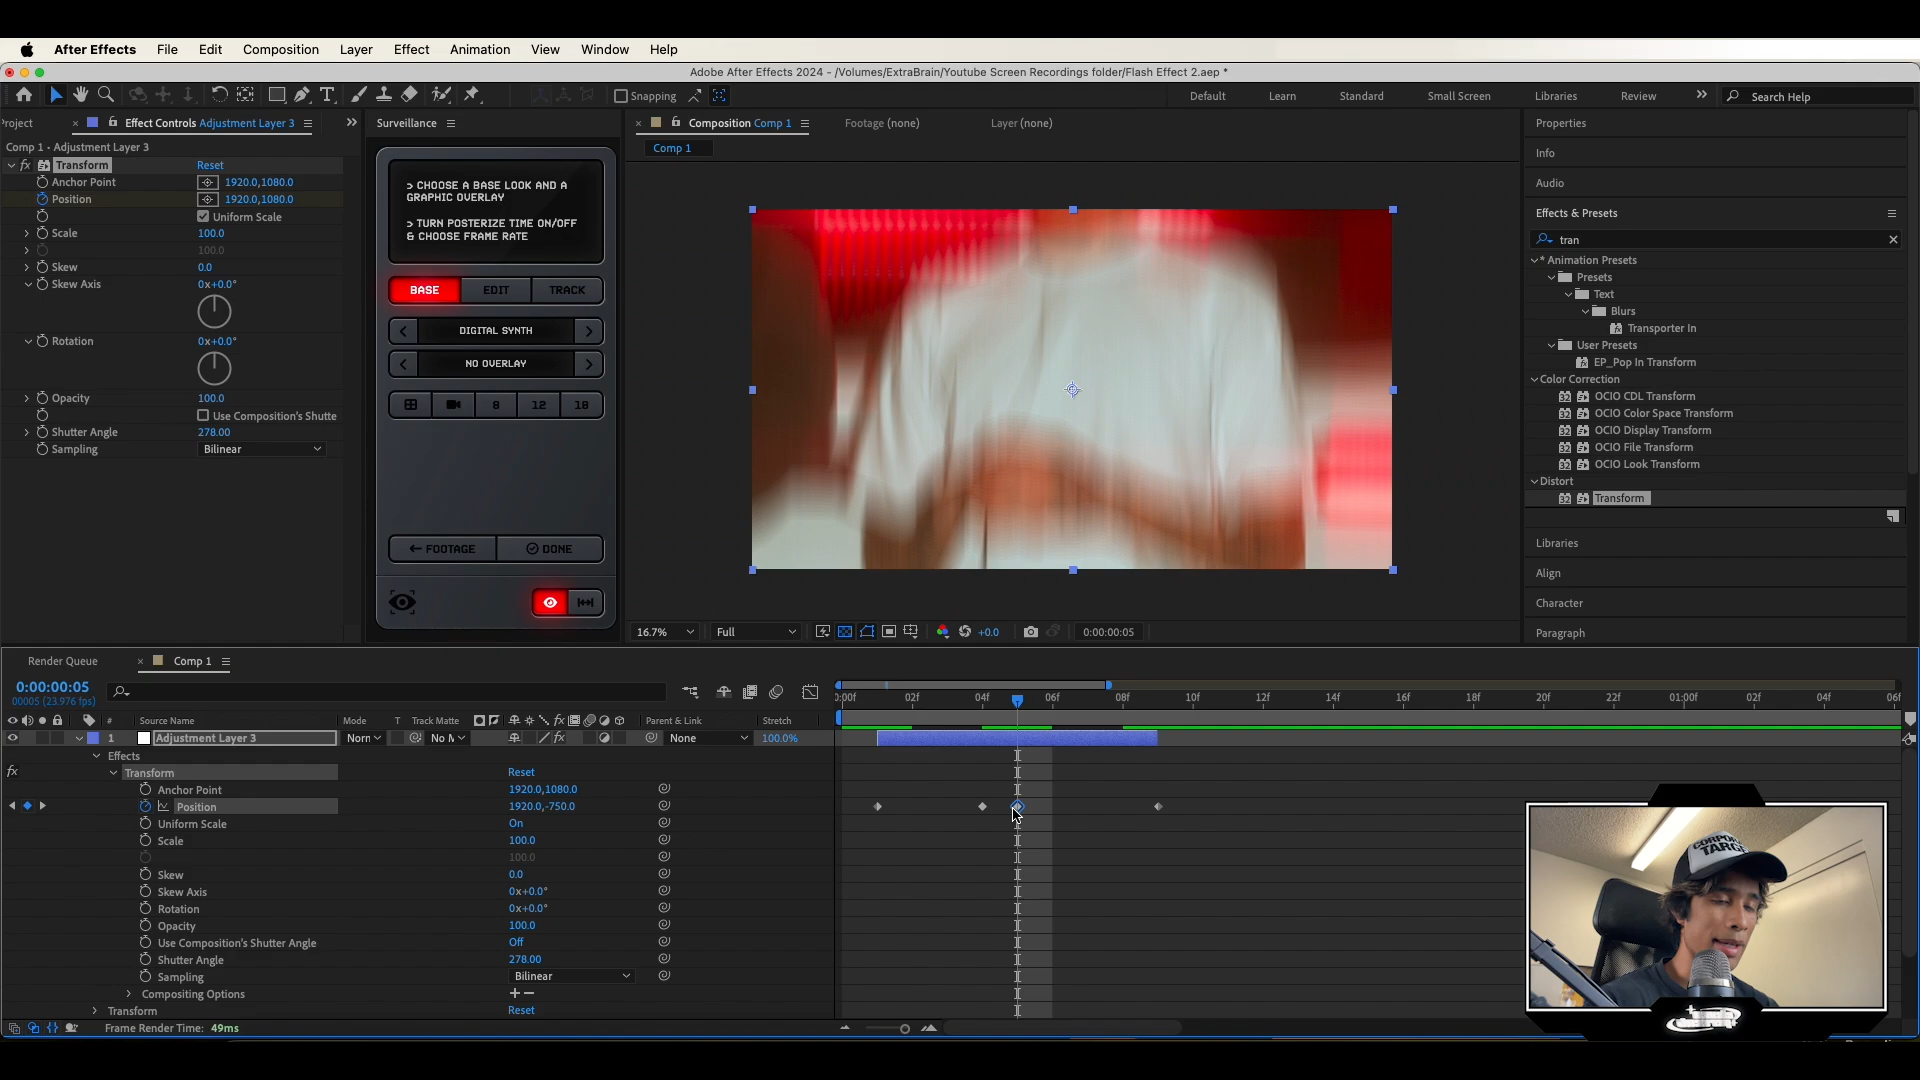 After Effects File Edit Composition Layer Effect Animation View Window Help
Adobe After Effects 2024 - /Volumes/ExtraBrain/Youtube Screen Recordings folder/Flash Effect 2.aep *
Snapping Default Learn Standard Small Screen Libraries Review Search Help
roject Effect Controls Adjustment Layer 3
Comp 1 • Adjustment Layer 3
fx Transform Reset
Anchor Point 1920.0,1080.0
Position 1920.0,1080.0
Uniform Scale
Scale 100.0
100.0
Skew 0.0
Skew Axis 0x+0.0°
Rotation 0x+0.0°
Opacity 100.0
Use Composition's Shutte
Shutter Angle 278.00
Sampling Bilinear
Surveillance
> CHOOSE A BASE LOOK AND A
GRAPHIC OVERLAY
> TURN POSTERIZE TIME ON/OFF
& CHOOSE FRAME RATE
BASE EDIT TRACK
DIGITAL SYNTH
NO OVERLAY
8 12 18
FOOTAGE DONE
Composition Comp 1 Footage (none) Layer (none)
Comp 1
16.7% Full +0.0 0:00:00:05
Properties
Info
Audio
Effects & Presets
tran
* Animation Presets
Presets
Text
Blurs
Transporter In
User Presets
EP_Pop In Transform
Color Correction
OCIO CDL Transform
OCIO Color Space Transform
OCIO Display Transform
OCIO File Transform
OCIO Look Transform
Distort
Transform
Libraries
Align
Character
Paragraph
Render Queue Comp 1
0:00:00:05
00005 (23.976 fps)
:00f 02f 04f 06f 08f 10f 12f 14f 16f 18f 20f 22f 01:00f 02f 04f 06f
# Source Name Mode T Track Matte Parent & Link Stretch
1 Adjustment Layer 3 Norn No M None 100.0%
Effects
fx Transform Reset
Anchor Point 1920.0,1080.0
Position 1920.0,-750.0
Uniform Scale On
Scale 100.0
100.0
Skew 0.0
Skew Axis 0x+0.0°
Rotation 0x+0.0°
Opacity 100.0
Use Composition's Shutter Angle Off
Shutter Angle 278.00
Sampling Bilinear
Compositing Options
Transform Reset
Frame Render Time: 49ms